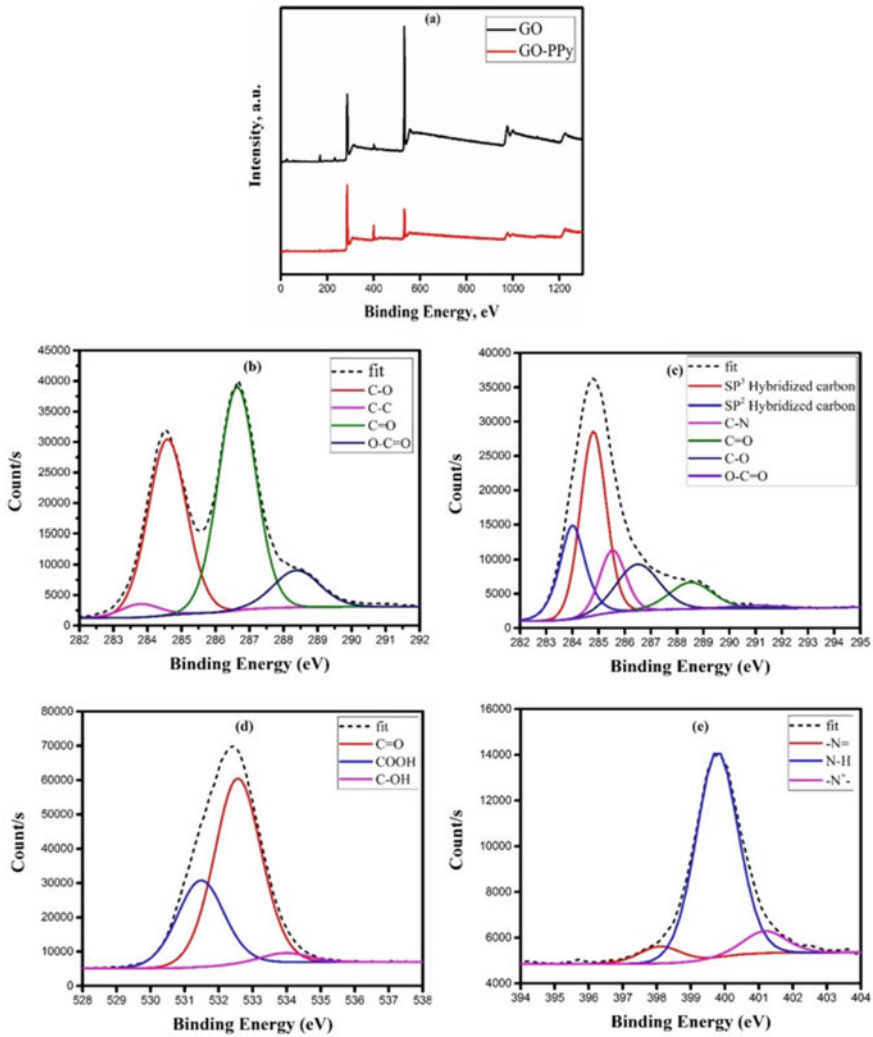 (a)
GO
GO-PPy
Intensity, a.u.
0 200 400 600 800 1000 1200
Binding Energy, eV
(b)
fit
C-O
C-C
C=O
O-C=O
Count/s
45000
40000
35000
30000
25000
20000
15000
10000
5000
0
282 283 284 285 286 287 288 289 290 291 292
Binding Energy (eV)
(c)
fit
SP³ Hybridized carbon
SP² Hybridized carbon
C-N
C=O
C-O
O-C=O
Count/s
40000
35000
30000
25000
20000
15000
10000
5000
0
282 283 284 285 286 287 288 289 290 291 292 293 294 295
Binding Energy (eV)
(d)
fit
C=O
COOH
C-OH
Count/s
80000
70000
60000
50000
40000
30000
20000
10000
0
528 529 530 531 532 533 534 535 536 537 538
Binding Energy (eV)
(e)
fit
-N=
N-H
-N⁺-
Count/s
16000
14000
12000
10000
8000
6000
4000
394 395 396 397 398 399 400 401 402 403 404
Binding Energy (eV)